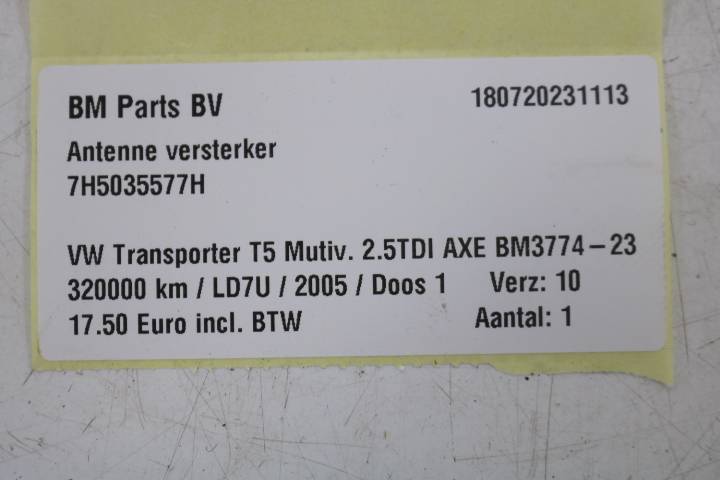 BM Parts BV 180720231113
Antenne versterker
7H5035577H
VW Transporter T5 Mutiv. 2.5TDI AXE BM3774-23
320000 km / LD7U / 2005 / Doos 1 Verz: 10
17.50 Euro incl. BTW Aantal: 1